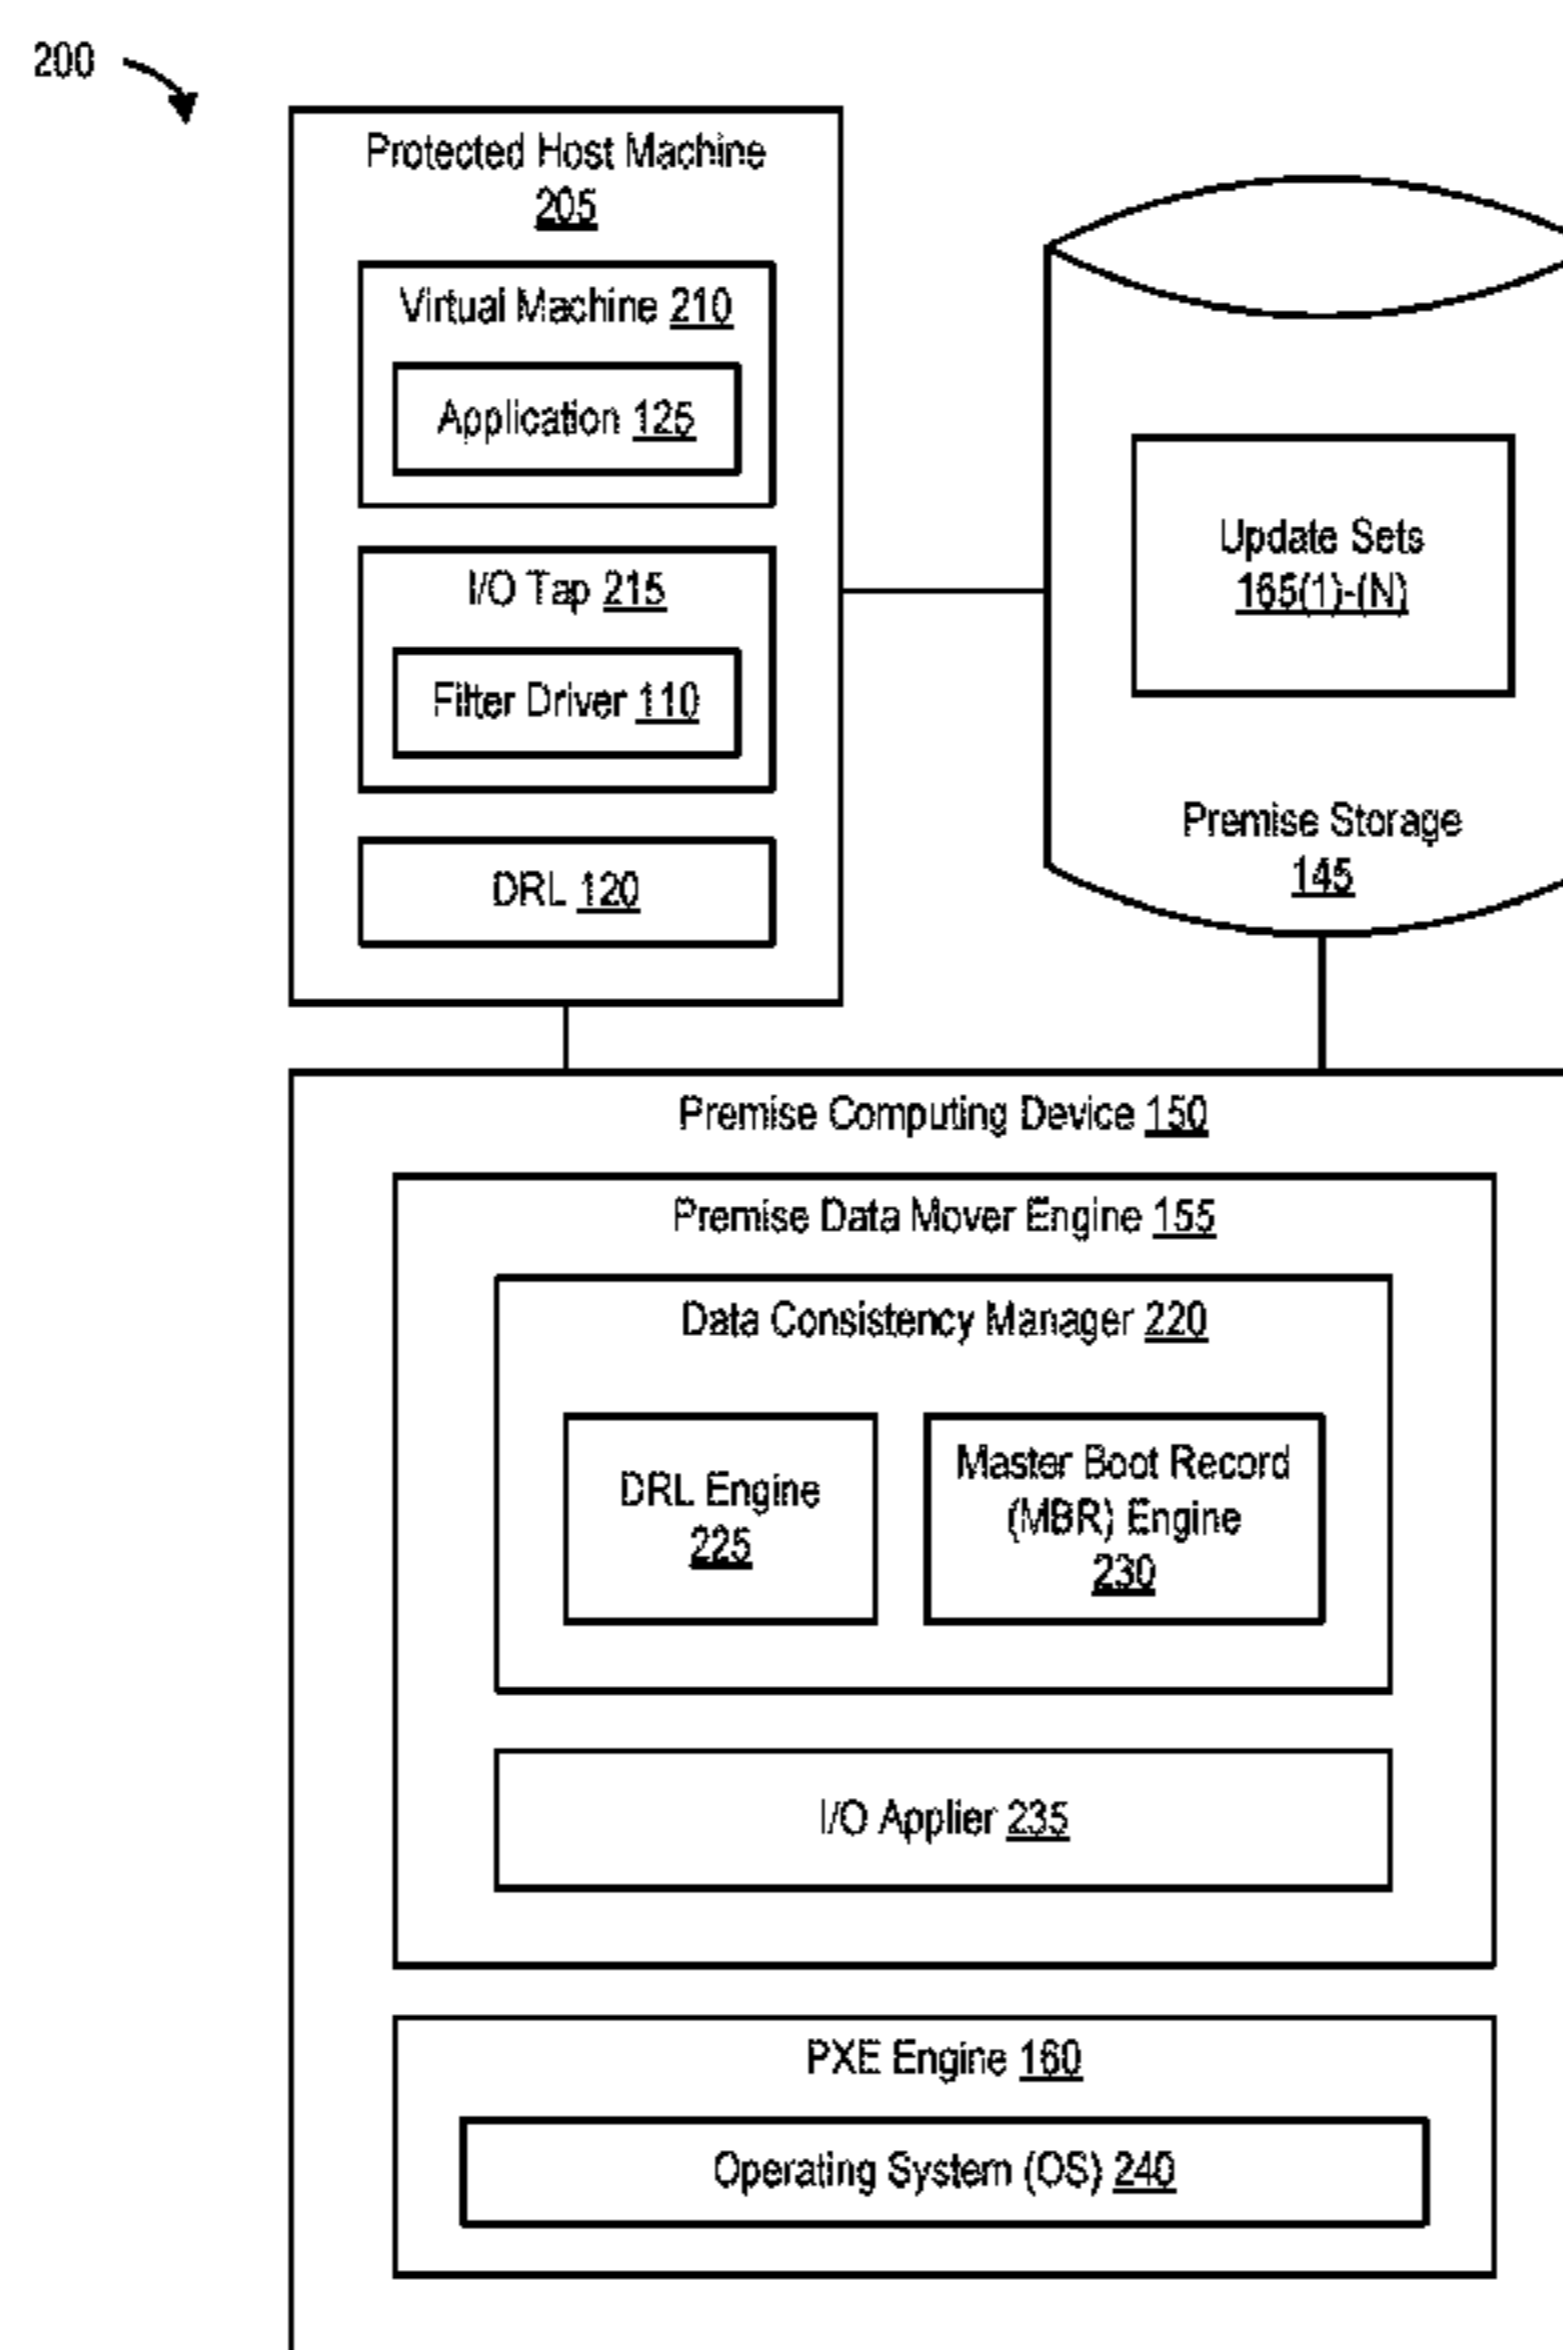 200
Protected Host Machine
205
Virtual Machine 210
Application 125
I/O Tap 215
Filter Driver 110
DRL 120
Update Sets
165(1)-(N)
Premise Storage
145
Premise Computing Device 150
Premise Data Mover Engine 155
Data Consistency Manager 220
DRL Engine
225
Master Boot Record
(MBR) Engine
230
I/O Applier 235
PXE Engine 160
Operating System (OS) 240